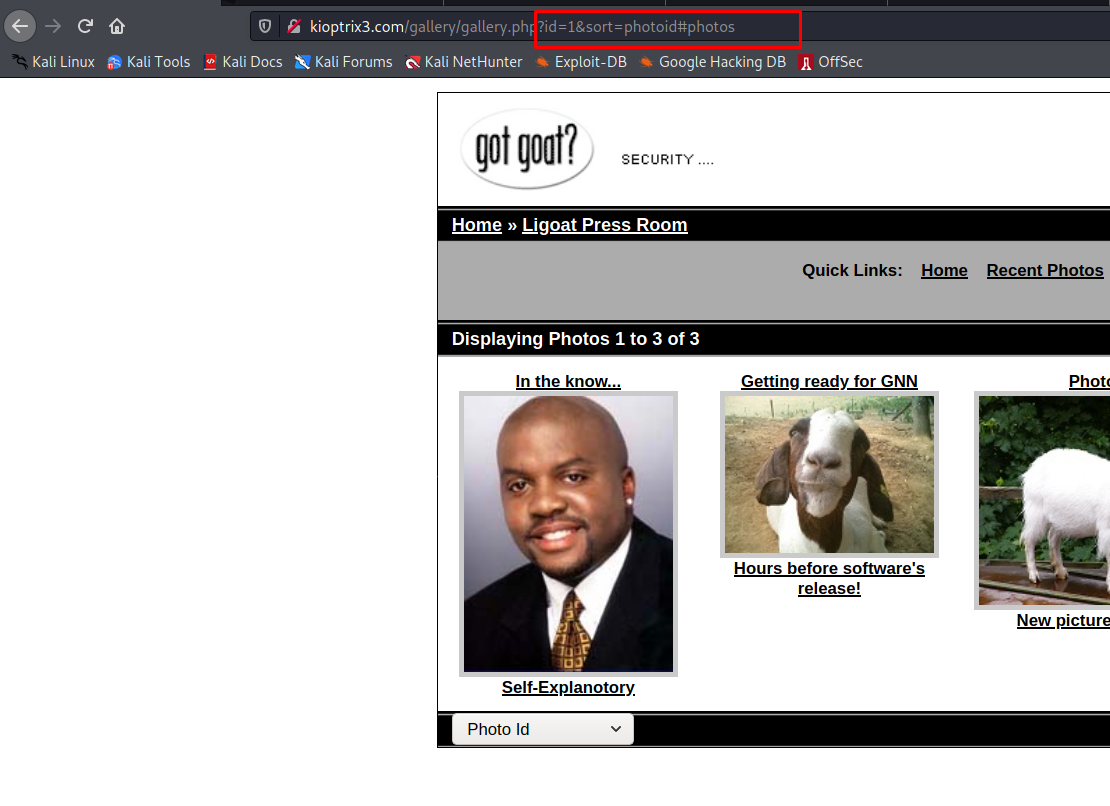 kioptrix3.com/gallery/gallery.php?id=1&sort=photoid#photos
Kali Linux Kali Tools Kali Docs Kali Forums Kali NetHunter Exploit-DB Google Hacking DB OffSec
got goat?
SECURITY ....
Home » Ligoat Press Room
Quick Links: Home Recent Photos
Displaying Photos 1 to 3 of 3
In the know...
Self-Explanotory
Getting ready for GNN
Hours before software's
release!
New picture
Photo Id